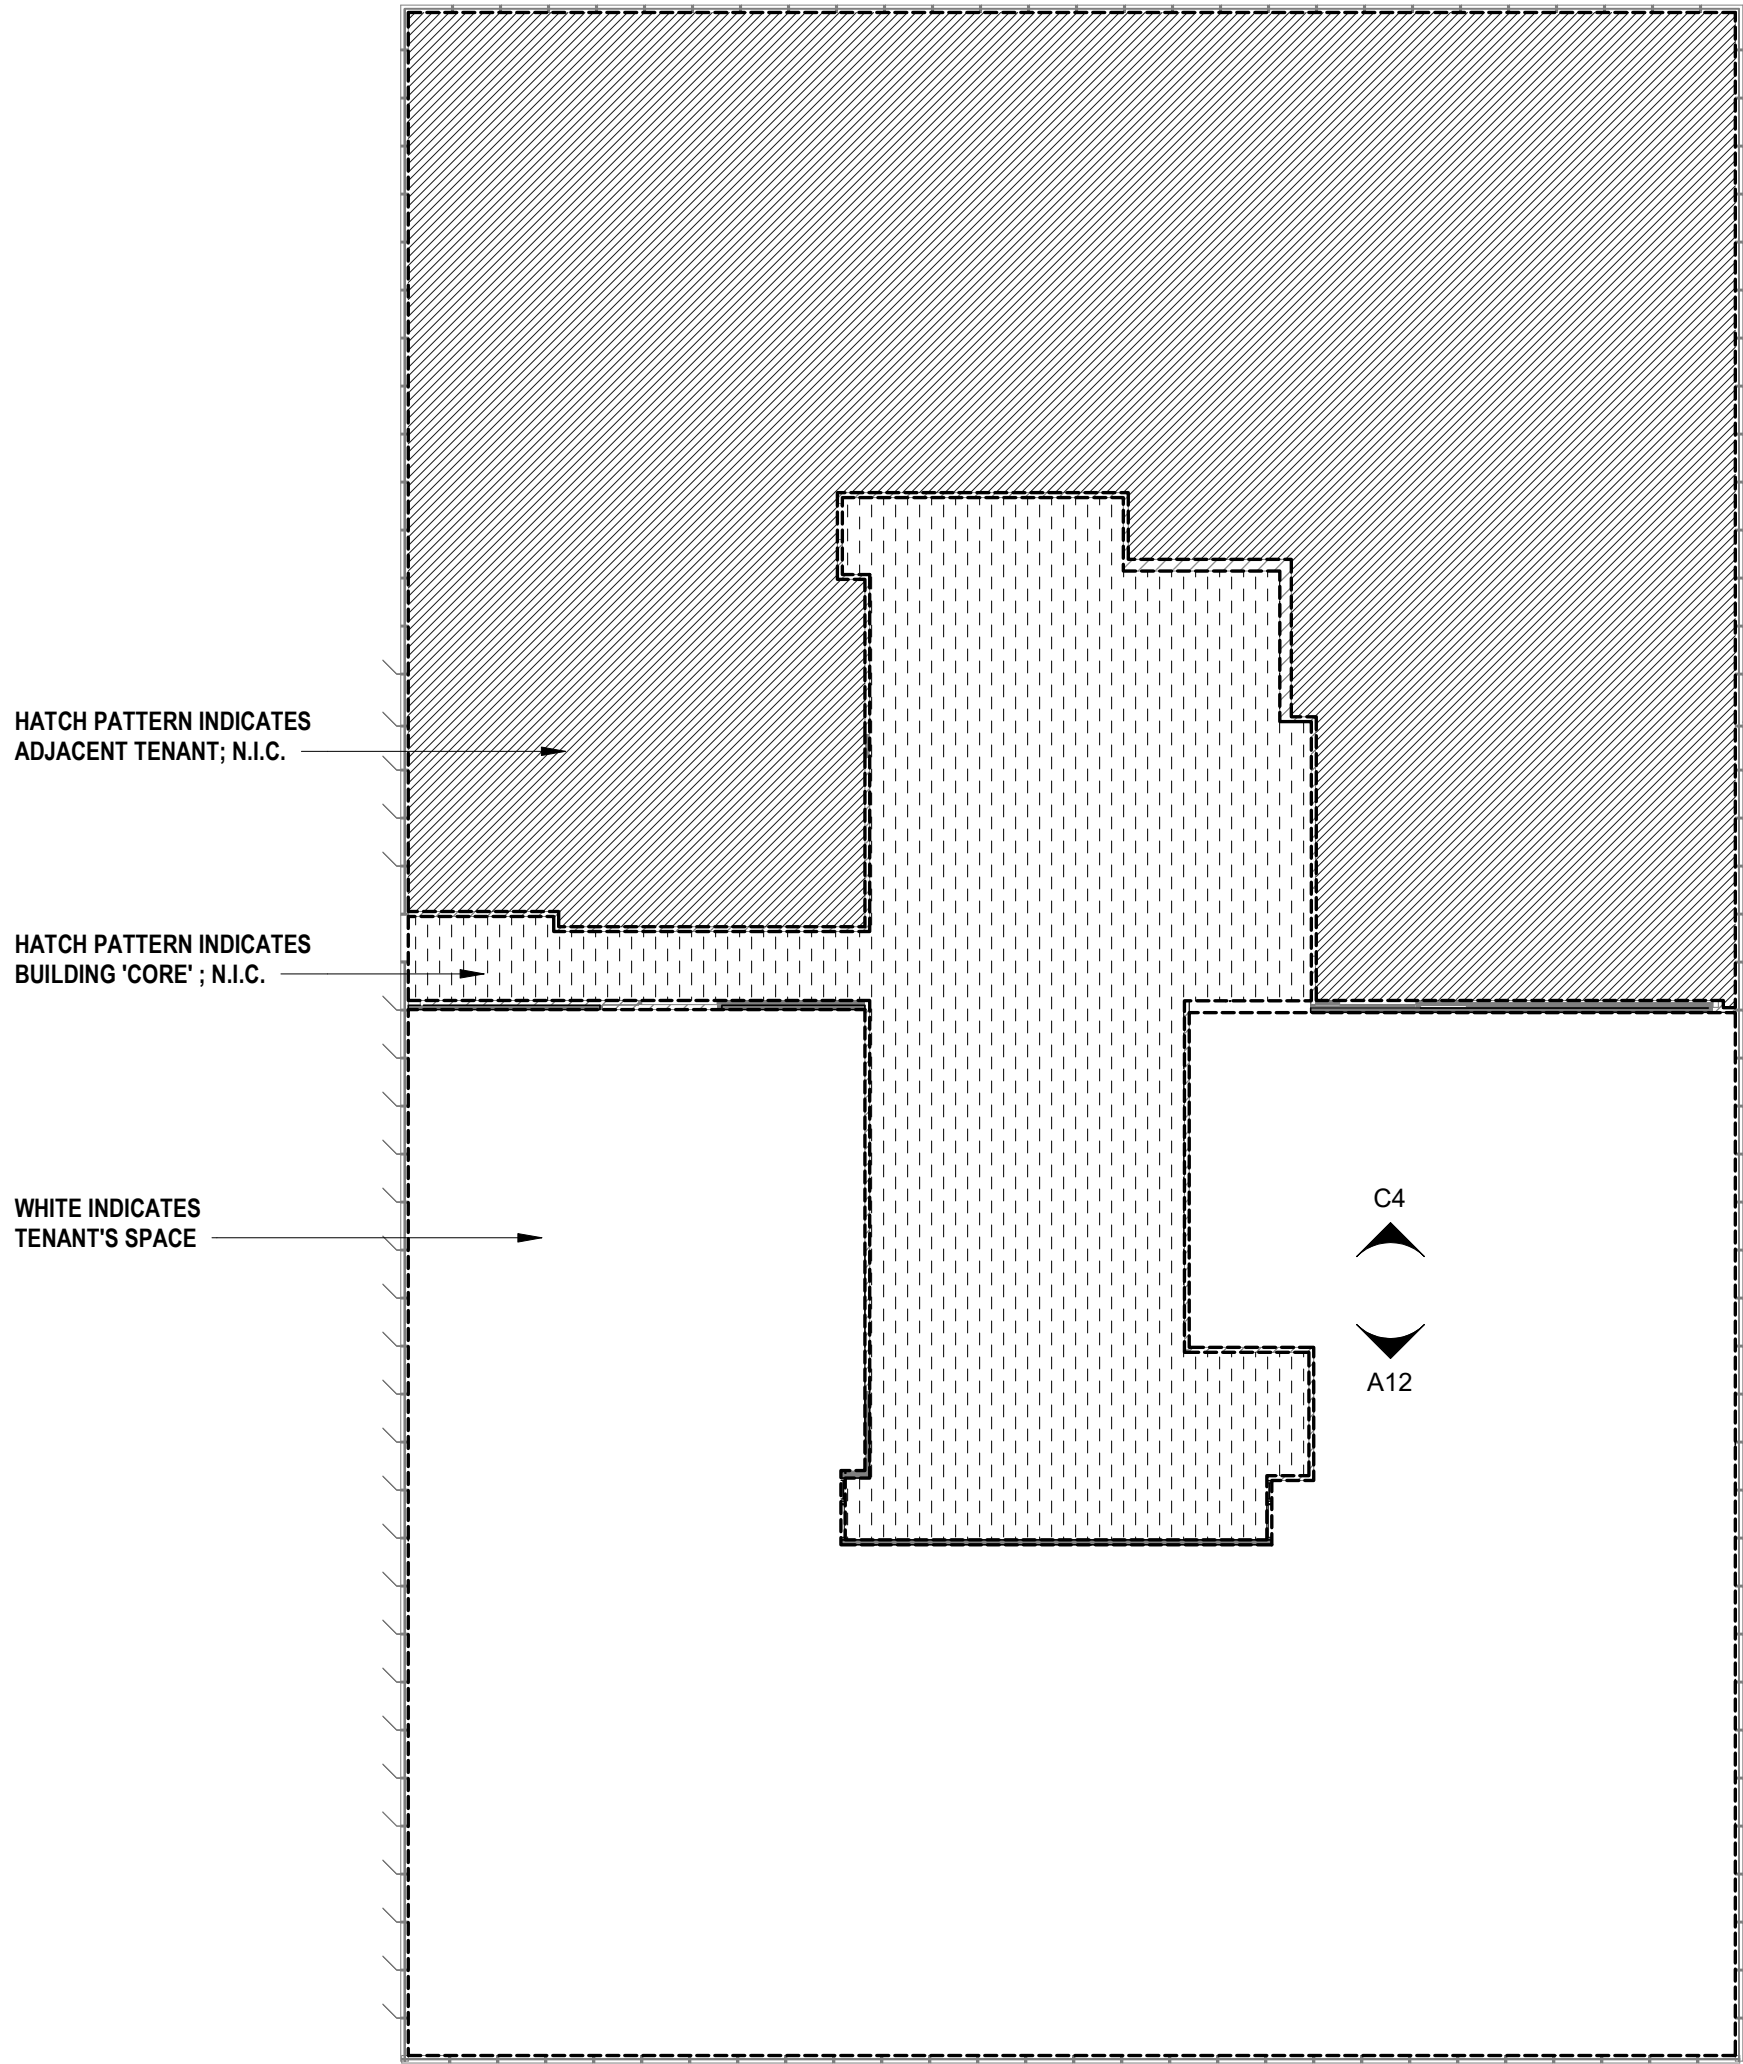 HATCH PATTERN INDICATES
ADJACENT TENANT; N.I.C.
HATCH PATTERN INDICATES
BUILDING 'CORE' ; N.I.C.
WHITE INDICATES
TENANT'S SPACE
C4
A12